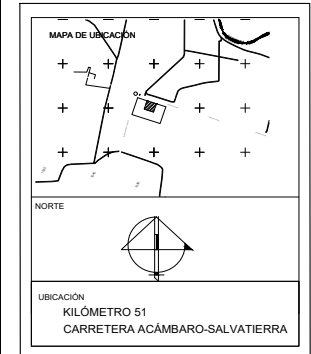 MAPA DE UBICACIÓN
NORTE
UBICACIÓN
KILÓMETRO 51
CARRETERA ACÁMBARO-SALVATIERRA